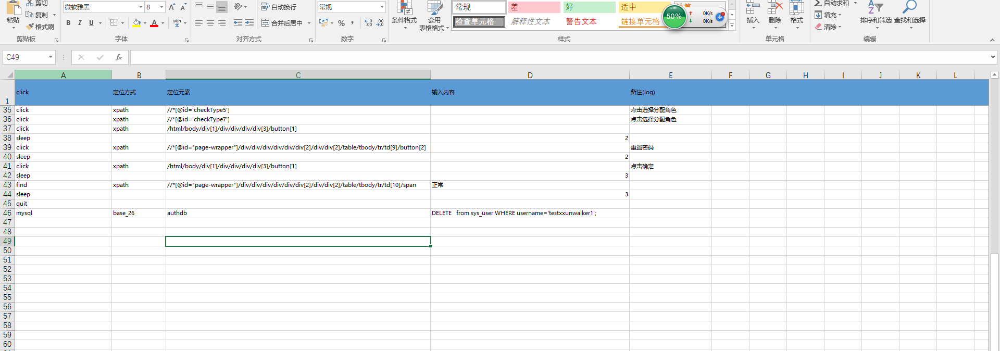 剪切
粘贴
复制
格式刷
剪贴板
微软雅黑
8
A A
B I U
A
wén
字体
自动换行
合并后居中
对齐方式
常规
% ,
数字
条件格式
套用
表格格式
常规 差 好 适中 计算
检查单元格 解释性文本 警告文本 链接单元格
50%
0K/s
0K/s
样式
插入 删除 格式
单元格
自动求和
填充
清除
排序和筛选 查找和选择
编辑
C49
fx
A B C D E F G H I J K L
1 click 定位方式 定位元素 输入内容 备注(log)
35 click xpath //*[@id='checkType5'] 点击选择分配角色
36 click xpath //*[@id='checkType7'] 点击选择分配角色
37 click xpath /html/body/div[1]/div/div/div/div[3]/button[1]
38 sleep 2
39 click xpath //*[@id="page-wrapper"]/div/div/div/div/div/div[2]/div/div[2]/table/tbody/tr/td[9]/button[2] 重置密码
40 sleep 2
41 click xpath /html/body/div[1]/div/div/div/div[3]/button[1] 点击确定
42 sleep 3
43 find xpath //*[@id="page-wrapper"]/div/div/div/div/div/div[2]/div/div[2]/table/tbody/tr/td[10]/span 正常
44 sleep 3
45 quit
46 mysql base_26 authdb DELETE from sys_user WHERE username='testxxunwalker1';
47
48
49
50
51
52
53
54
55
56
57
58
59
60